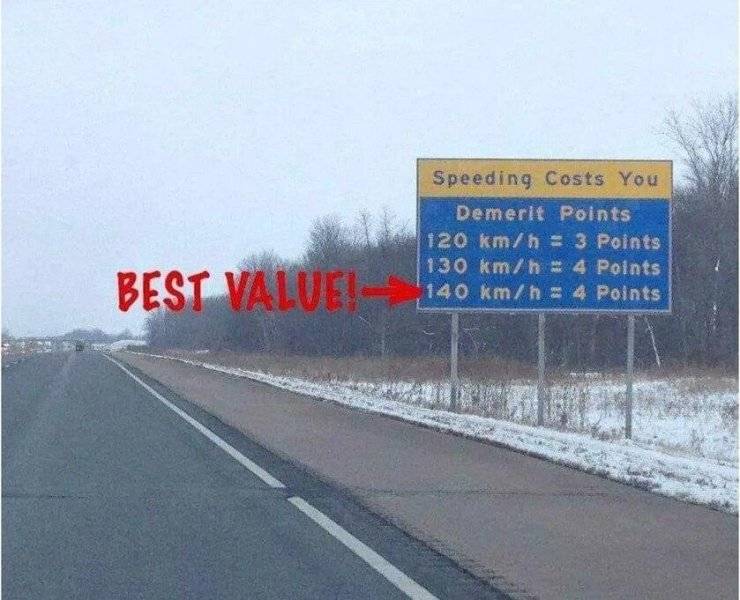 Speeding Costs You
Demerit Points
120 km/h = 3 Points
130 km/h = 4 Points
BEST VALUE!
140 km/h = 4 Points